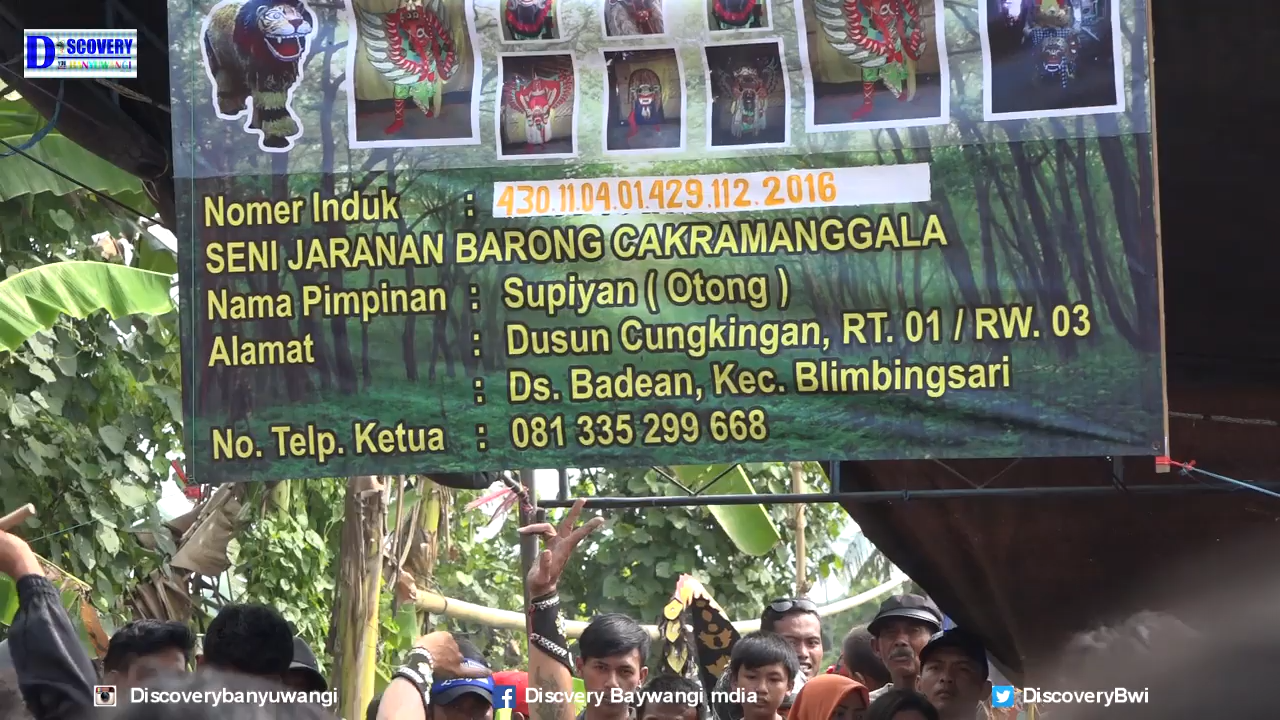 DISCOVERY
BANYUWANGI
Nomer Induk : 430.11.04.01.429.112.2016
SENI JARANAN BARONG CAKRAMANGGALA
Nama Pimpinan : Supiyan ( Otong )
Alamat : Dusun Cungkingan, RT. 01 / RW. 03
: Ds. Badean, Kec. Blimbingsari
No. Telp. Ketua : 081 335 299 668
Discoverybanyuwangi
Discvery Baywangi mdia
DiscoveryBwi